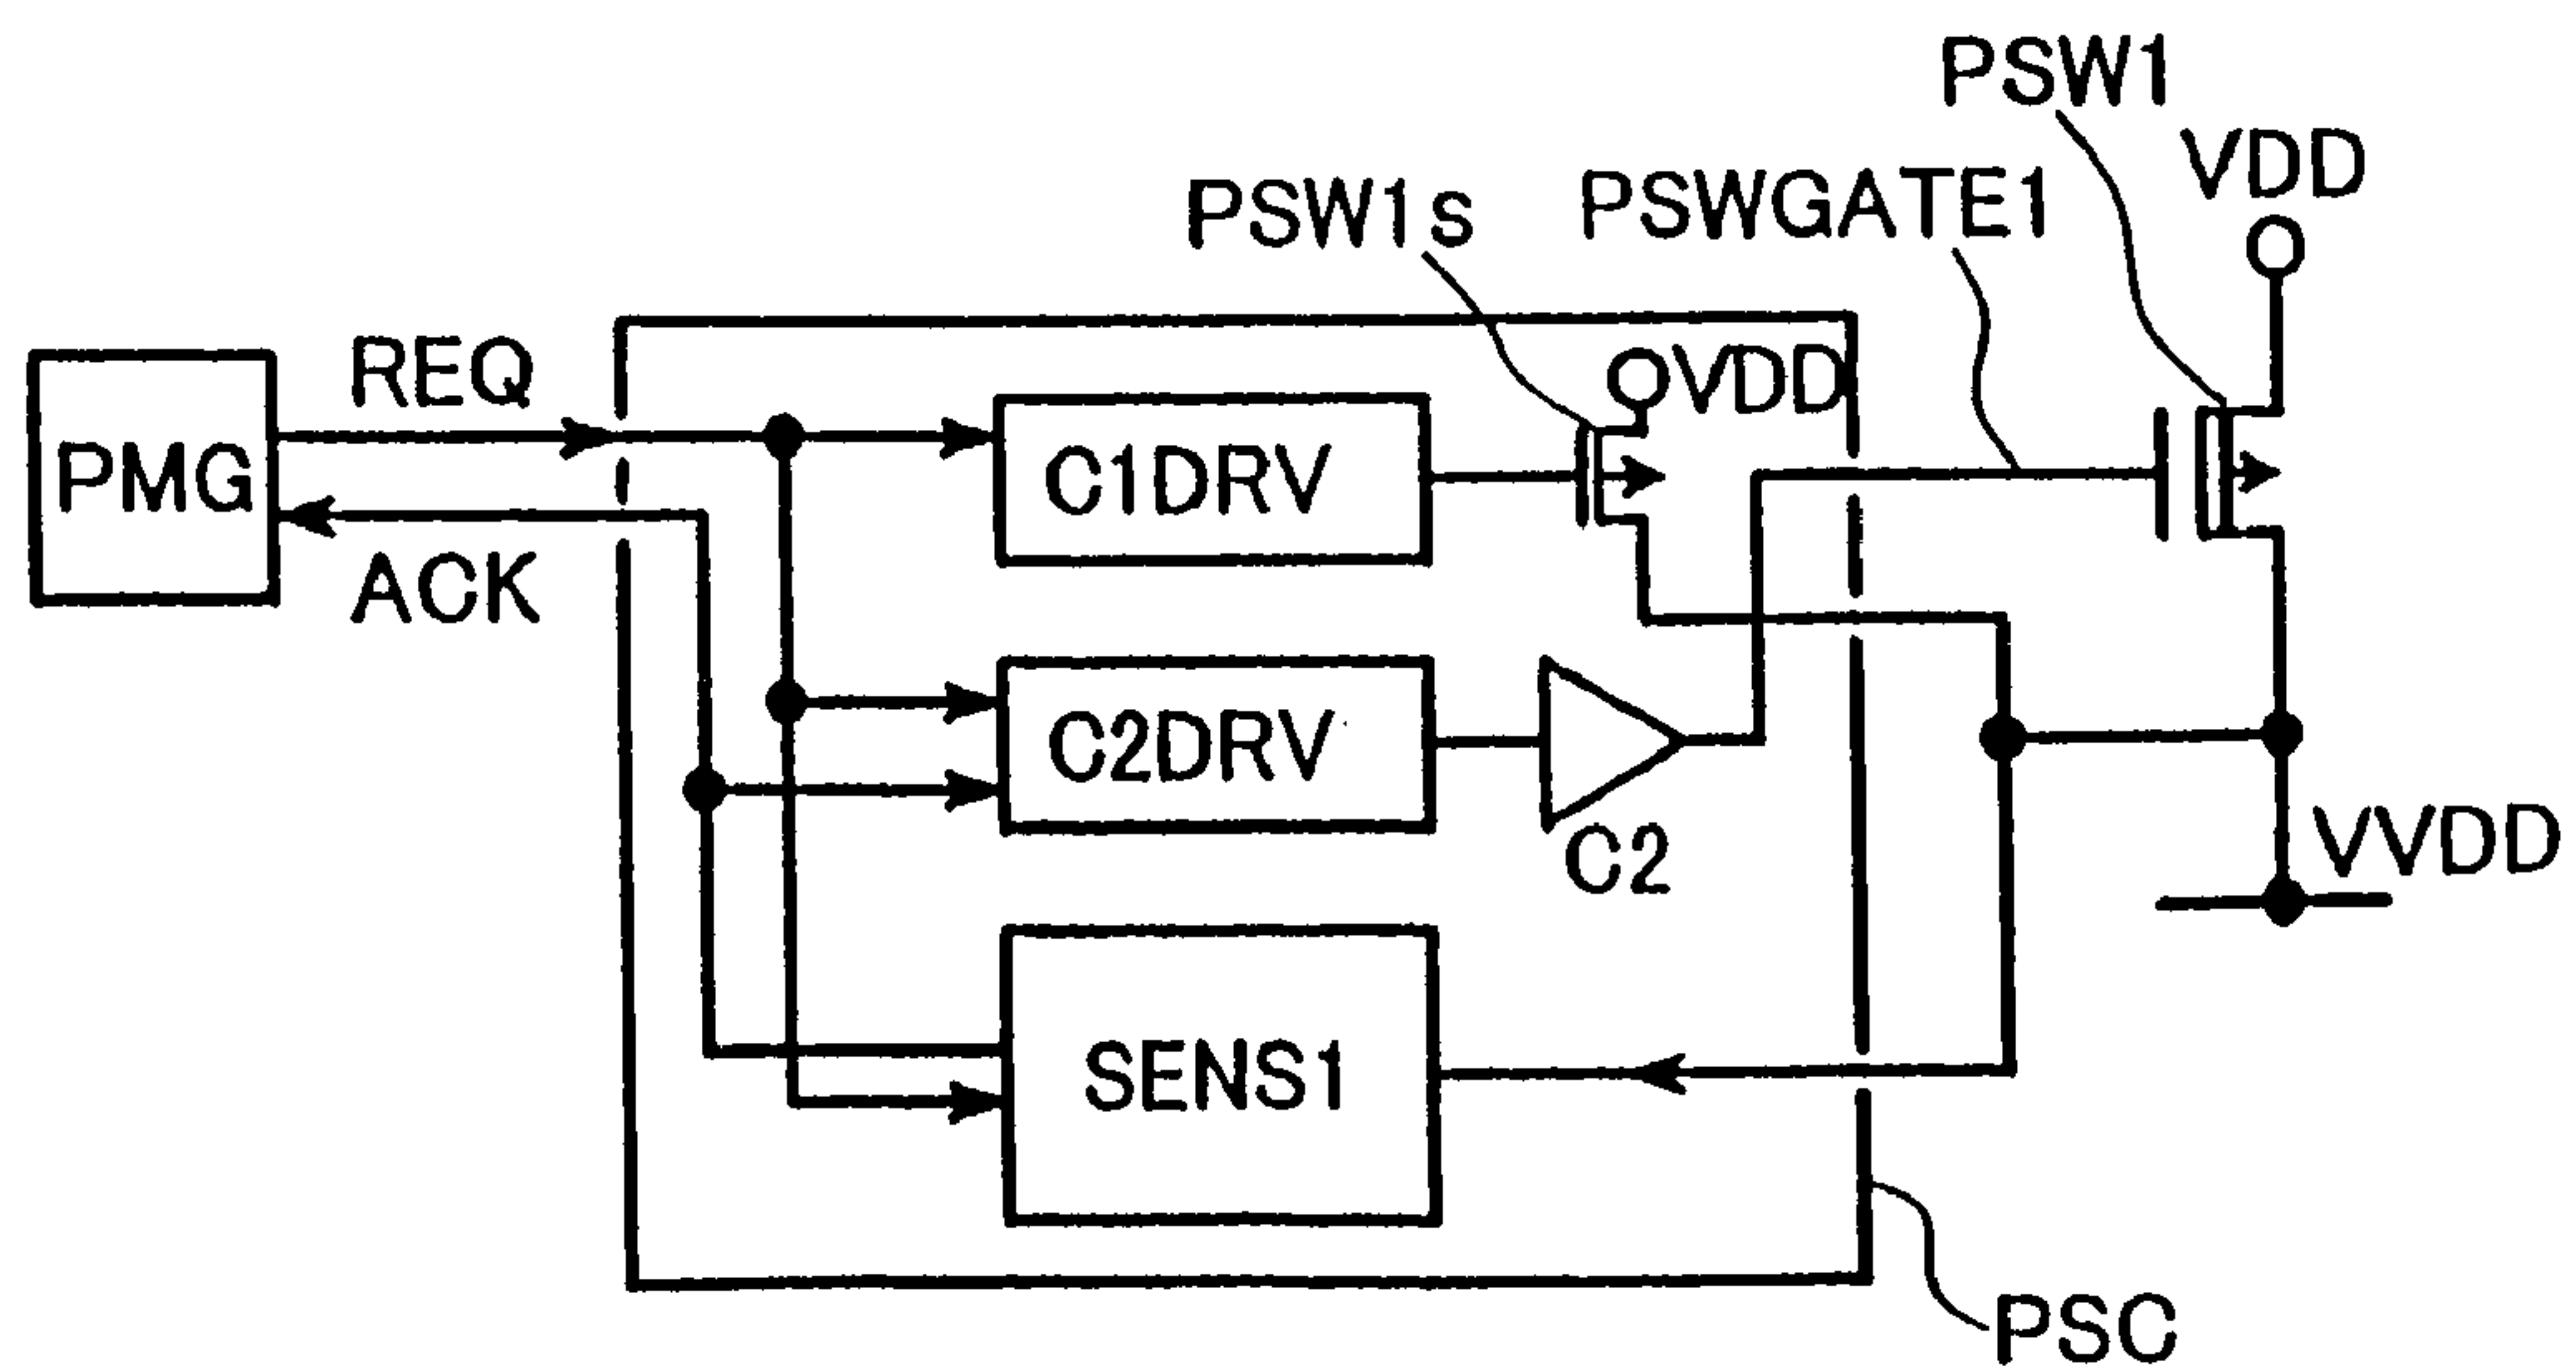 PSW1
VDD
PSW1s
PSWGATE1
REQ
VDD
PMG
C1DRV
ACK
C2DRV
C2
VVDD
SENS1
PSC